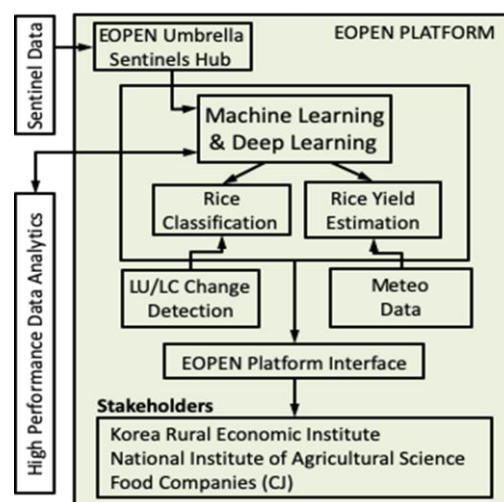 EOPEN PLATFORM
Sentinel Data
EOPEN Umbrella
Sentinels Hub
Machine Learning
& Deep Learning
High Performance Data Analytics
Rice
Classification
Rice Yield
Estimation
LU/LC Change
Detection
Meteo
Data
EOPEN Platform Interface
Stakeholders
Korea Rural Economic Institute
National Institute of Agricultural Science
Food Companies (CJ)